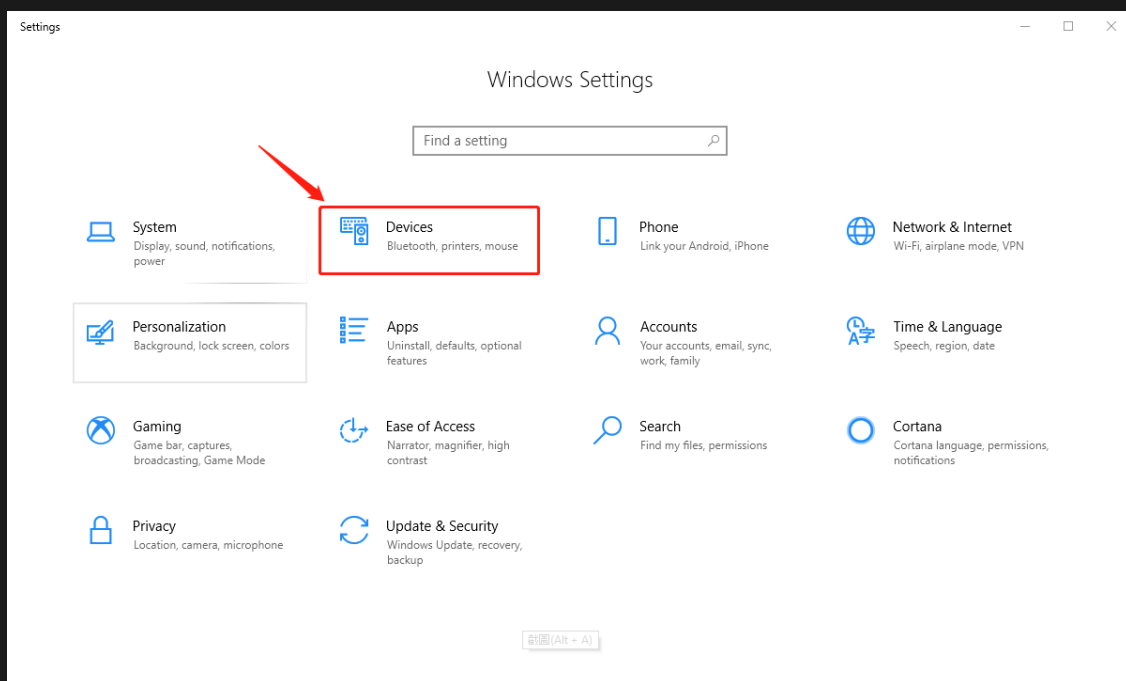 Settings
Windows Settings
Find a setting
System
Display, sound, notifications,
power
Devices
Bluetooth, printers, mouse
Phone
Link your Android, iPhone
Network & Internet
Wi-Fi, airplane mode, VPN
Personalization
Background, lock screen, colors
Apps
Uninstall, defaults, optional
features
Accounts
Your accounts, email, sync,
work, family
Time & Language
Speech, region, date
Gaming
Game bar, captures,
broadcasting, Game Mode
Ease of Access
Narrator, magnifier, high
contrast
Search
Find my files, permissions
Cortana
Cortana language, permissions,
notifications
Privacy
Location, camera, microphone
Update & Security
Windows Update, recovery,
backup
截圖(Alt + A)